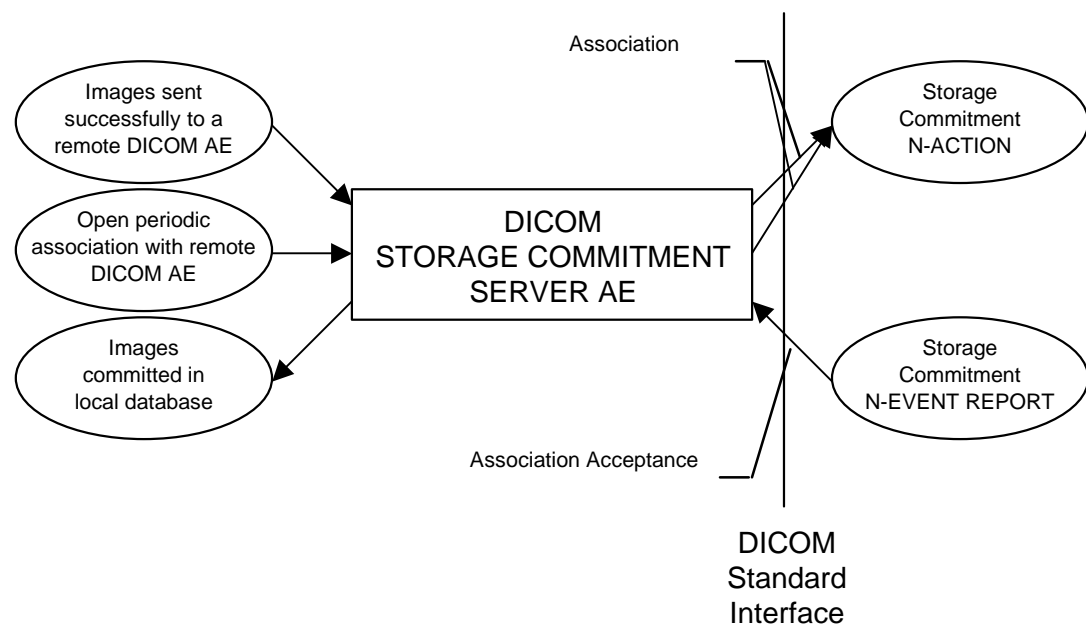 Association
Images sent
successfully to a
remote DICOM AE
Storage
Commitment
N-ACTION
Open periodic
association with remote
DICOM AE
DICOM
STORAGE COMMITMENT
SERVER AE
Images
committed in
local database
Storage
Commitment
N-EVENT REPORT
Association Acceptance
DICOM
Standard
Interface